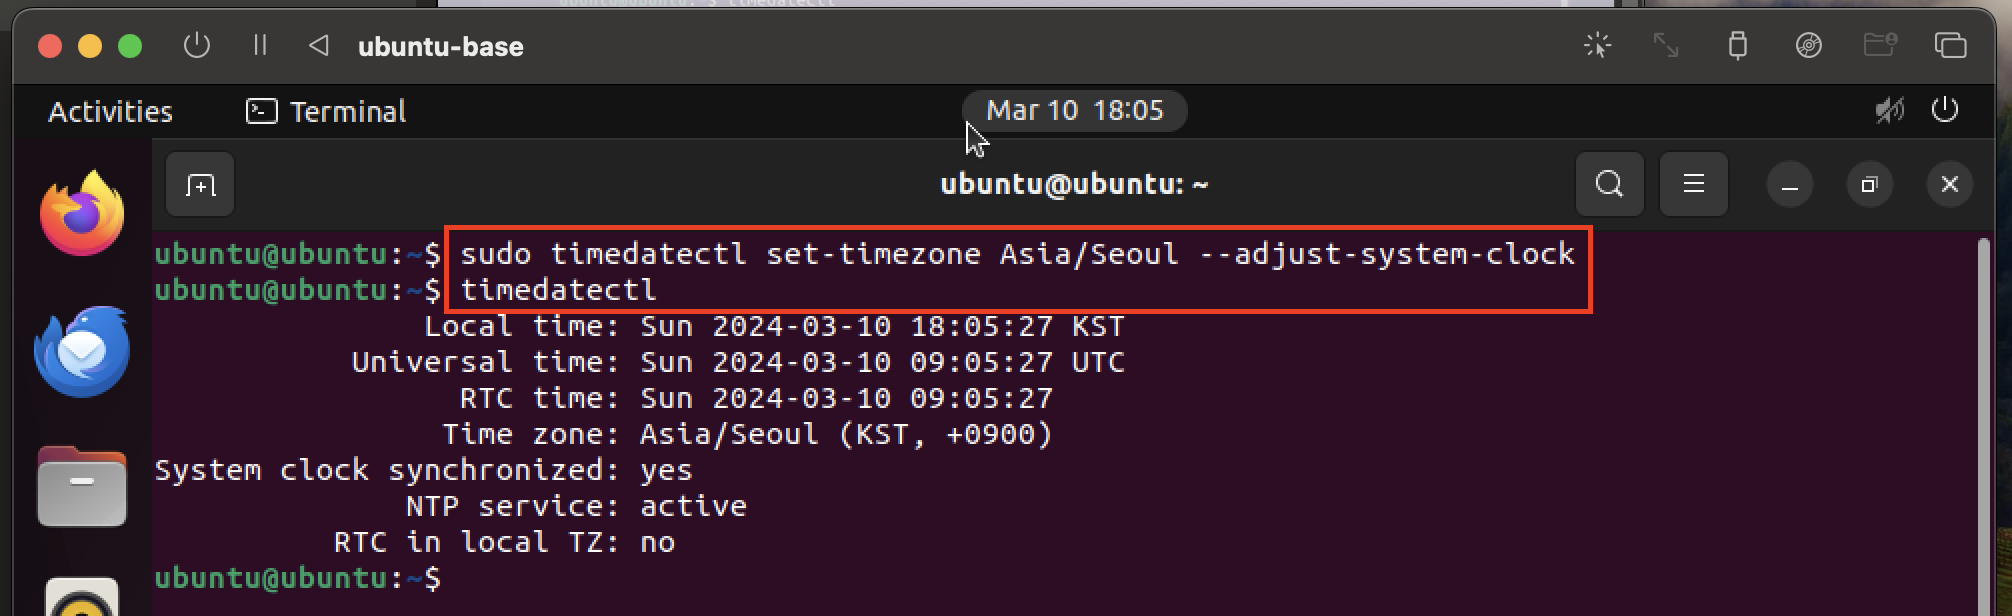 ubuntu@ubuntu: $ timedatectl
ubuntu-base
Activities Terminal Mar 10 18:05
ubuntu@ubuntu: ~
ubuntu@ubuntu:~$ sudo timedatectl set-timezone Asia/Seoul --adjust-system-clock
ubuntu@ubuntu:~$ timedatectl
Local time: Sun 2024-03-10 18:05:27 KST
Universal time: Sun 2024-03-10 09:05:27 UTC
RTC time: Sun 2024-03-10 09:05:27
Time zone: Asia/Seoul (KST, +0900)
System clock synchronized: yes
NTP service: active
RTC in local TZ: no
ubuntu@ubuntu:~$